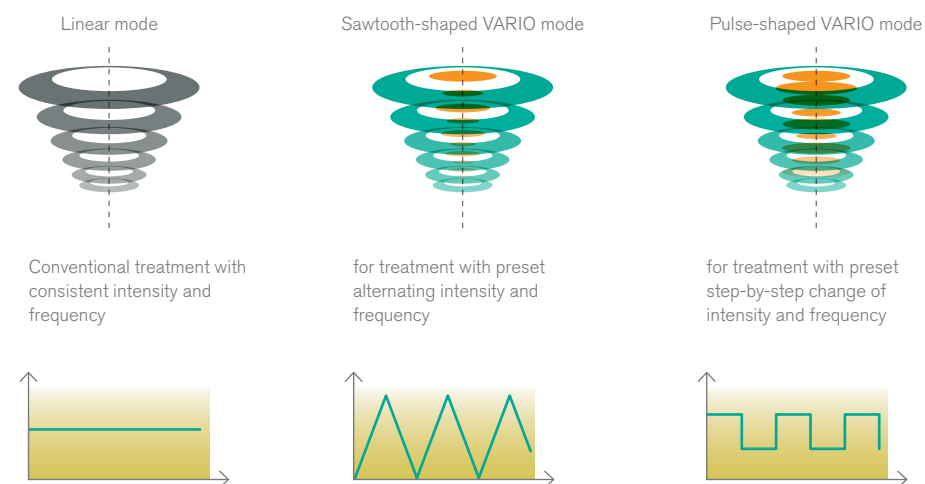 Linear mode
Sawtooth-shaped VARIO mode
Pulse-shaped VARIO mode
Conventional treatment with
consistent intensity and
frequency
for treatment with preset
alternating intensity and
frequency
for treatment with preset
step-by-step change of
intensity and frequency